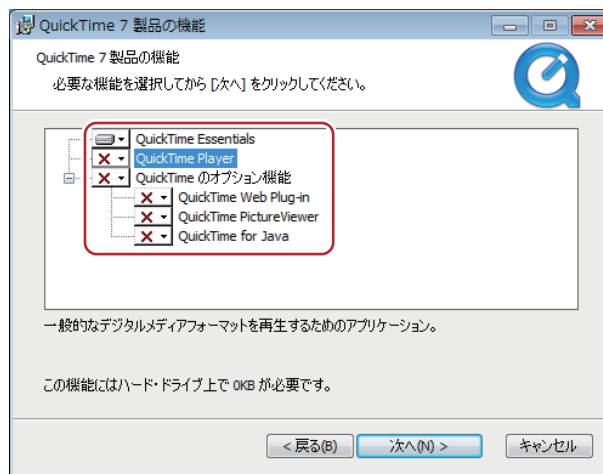 QuickTime 7 製品の機能
QuickTime 7 製品の機能
必要な機能を選択してから [次へ] をクリックしてください。
QuickTime Essentials
QuickTime Player
QuickTime のオプション機能
QuickTime Web Plug-in
QuickTime PictureViewer
QuickTime for Java
一般的なデジタルメディアフォーマットを再生するためのアプリケーション。
この機能にはハード・ドライブ上で 0KB が必要です。
< 戻る(B) 次へ(N) > キャンセル